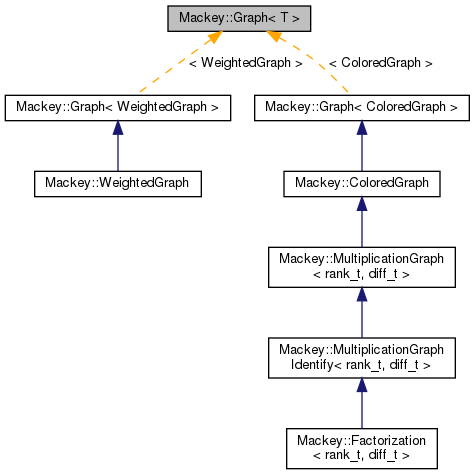 Mackey::Graph< T >
< WeightedGraph >
< ColoredGraph >
Mackey::Graph< WeightedGraph >
Mackey::Graph< ColoredGraph >
Mackey::WeightedGraph
Mackey::ColoredGraph
Mackey::MultiplicationGraph
< rank_t, diff_t >
Mackey::MultiplicationGraph
Identify< rank_t, diff_t >
Mackey::Factorization
< rank_t, diff_t >